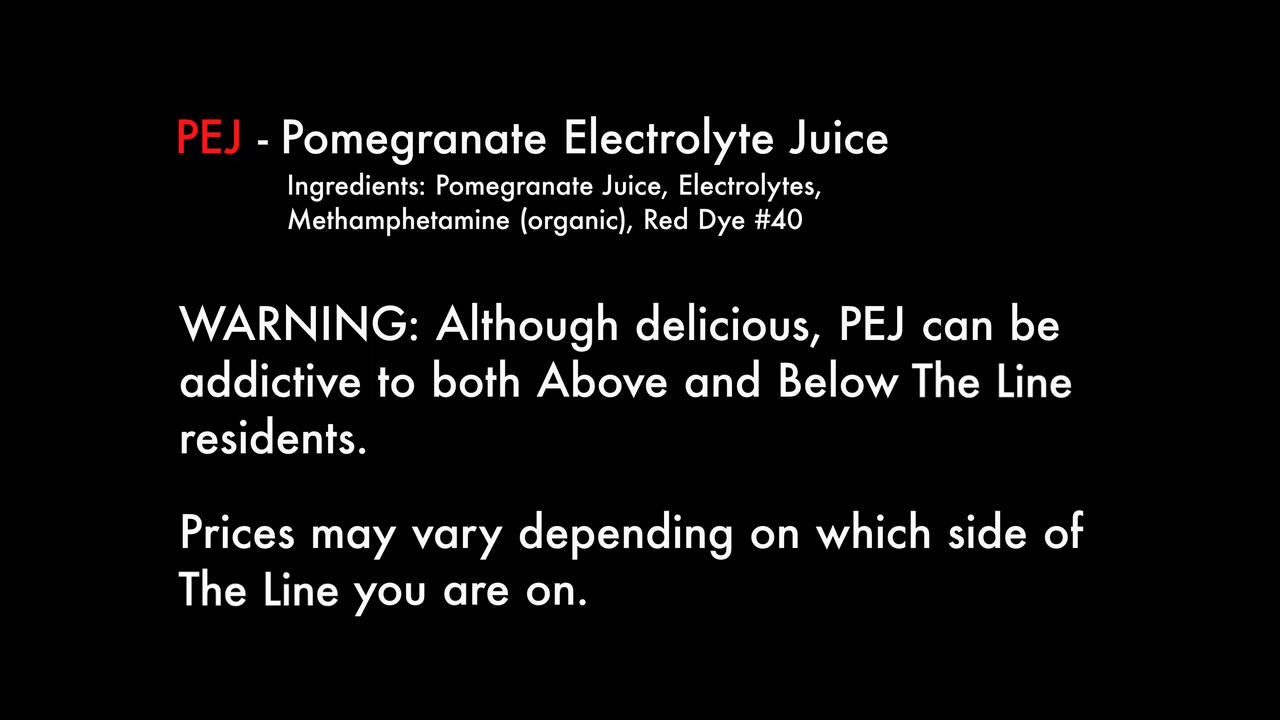 PEJ - Pomegranate Electrolyte Juice
Ingredients: Pomegranate Juice, Electrolytes,
Methamphetamine (organic), Red Dye #40
WARNING: Although delicious, PEJ can be
addictive to both Above and Below The Line
residents.
Prices may vary depending on which side of
The Line you are on.